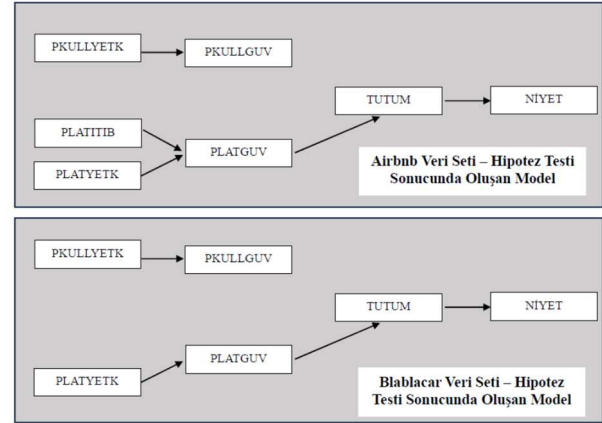 PKULLYETK
PKULLGUV
TUTUM
NİYET
PLATITIB
PLATGUV
PLATYETK
Airbnb Veri Seti – Hipotez Testi
Sonucunda Oluşan Model
PKULLYETK
PKULLGUV
TUTUM
NİYET
PLATGUV
PLATYETK
Blablacar Veri Seti – Hipotez
Testi Sonucunda Oluşan Model